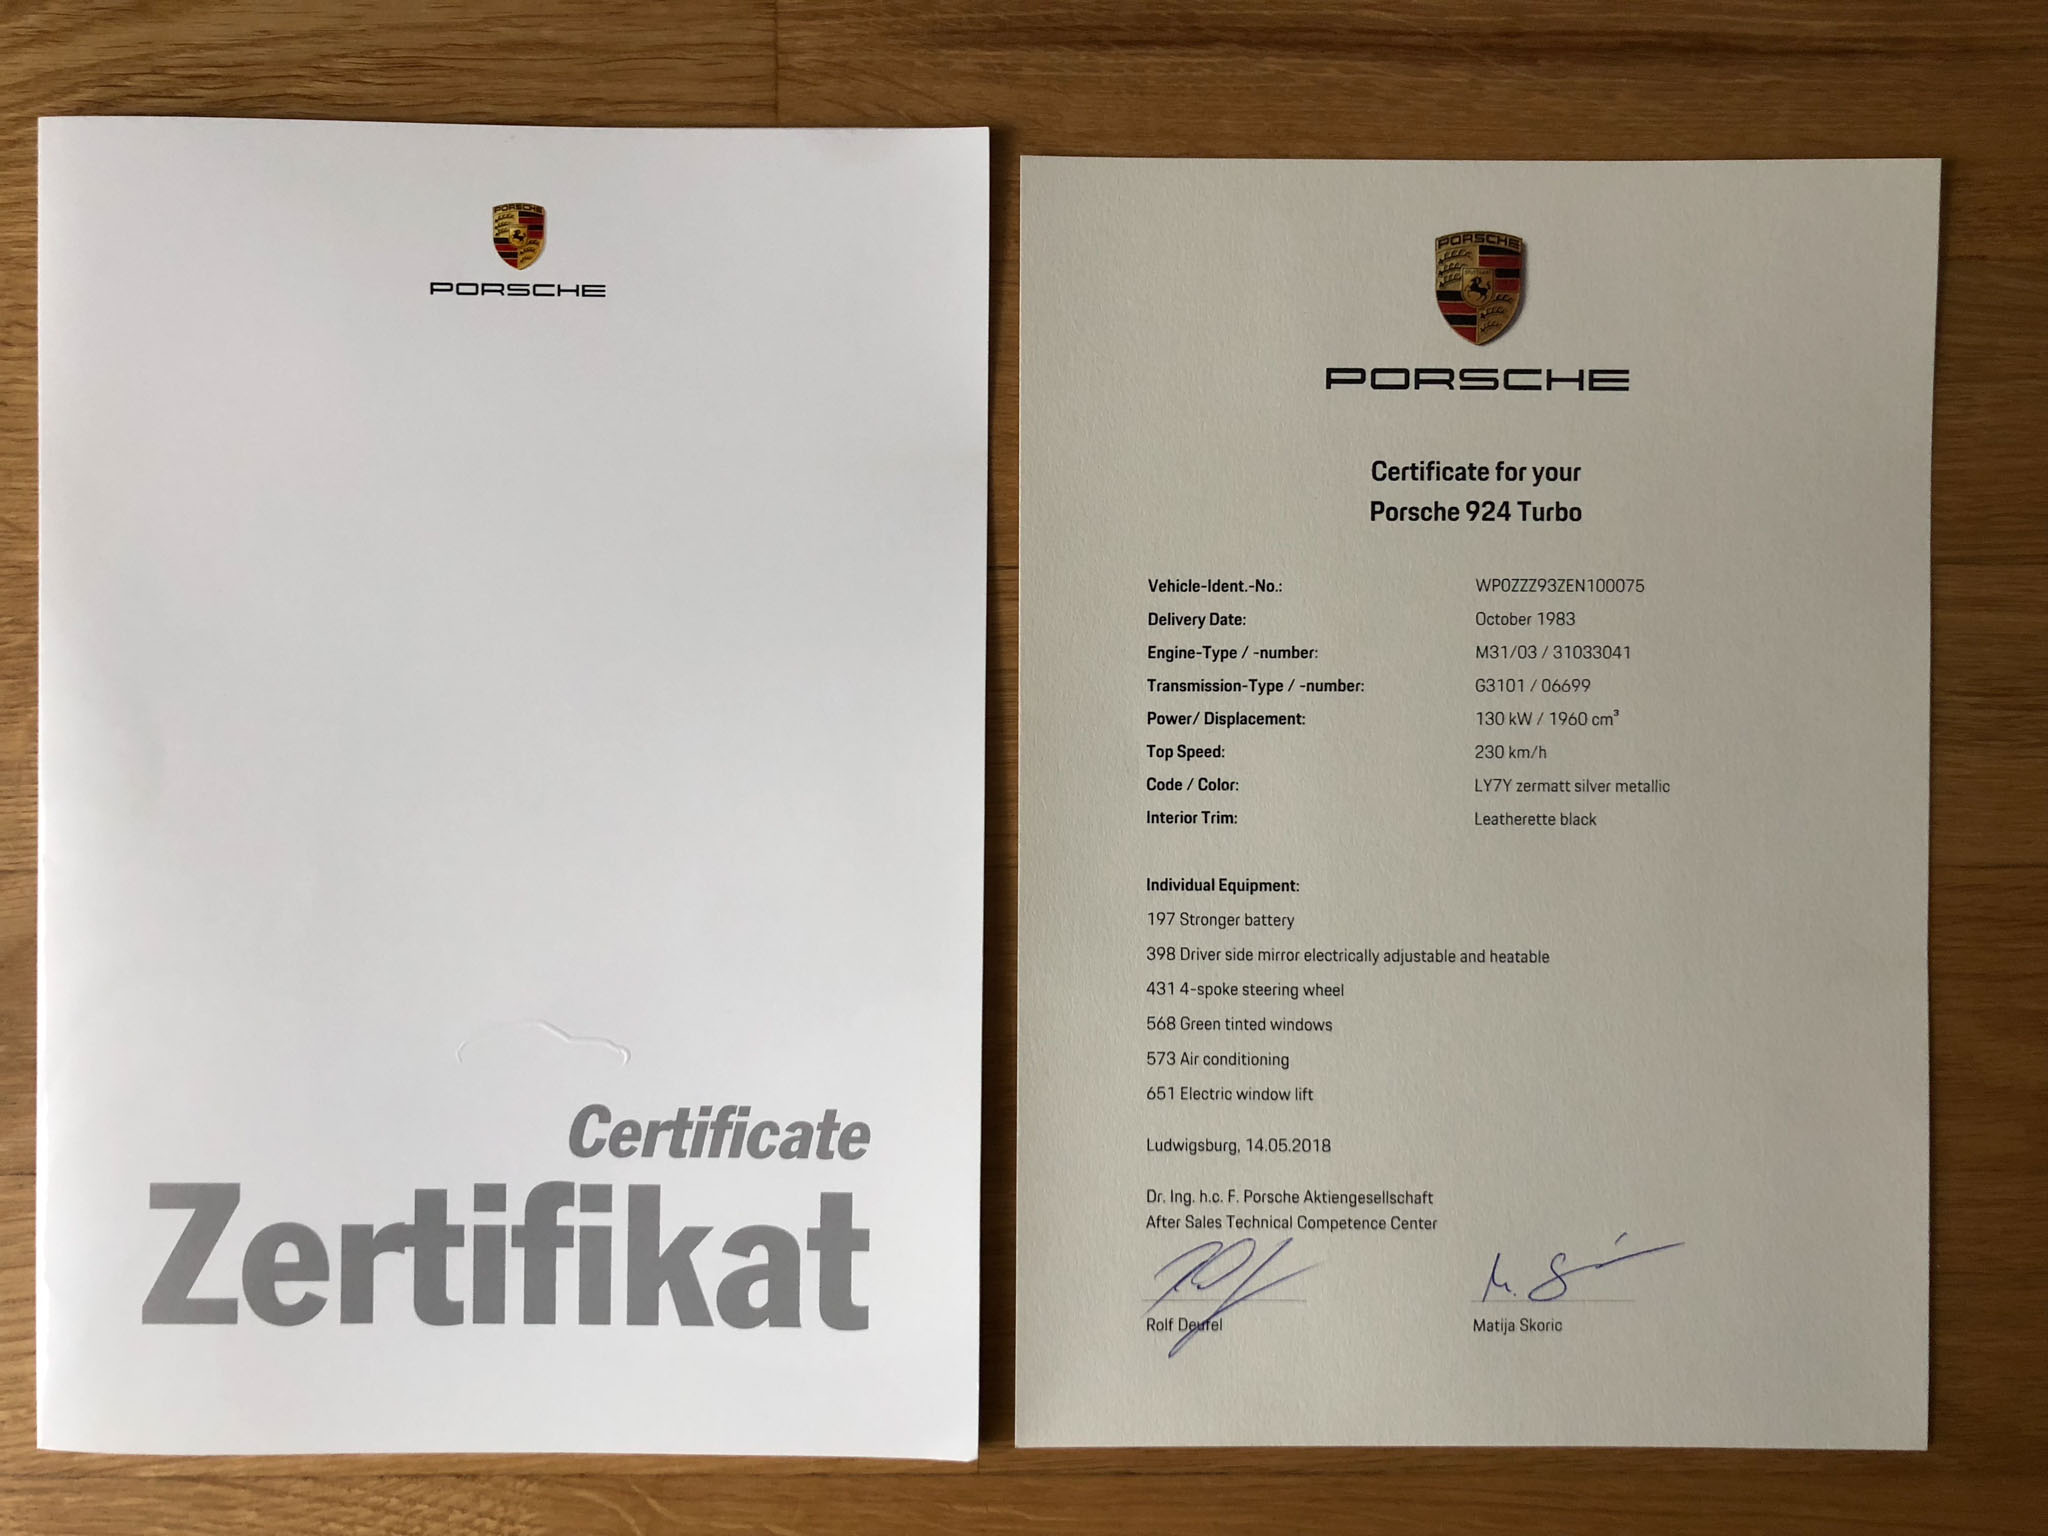 PORSCHE
PORSCHE
Certificate
Zertifikat
PORSCHE
PORSCHE
Certificate for your
Porsche 924 Turbo
Vehicle-Ident.-No.: WP0ZZZ93ZEN100075
Delivery Date: October 1983
Engine-Type / -number: M31/03 / 31033041
Transmission-Type / -number: G3101 / 06699
Power/ Displacement: 130 kW / 1960 cm³
Top Speed: 230 km/h
Code / Color: LY7Y zermatt silver metallic
Interior Trim: Leatherette black
Individual Equipment:
197 Stronger battery
398 Driver side mirror electrically adjustable and heatable
431 4-spoke steering wheel
568 Green tinted windows
573 Air conditioning
651 Electric window lift
Ludwigsburg, 14.05.2018
Dr. Ing. h.c. F. Porsche Aktiengesellschaft
After Sales Technical Competence Center
Rolf Deufel Matija Skoric